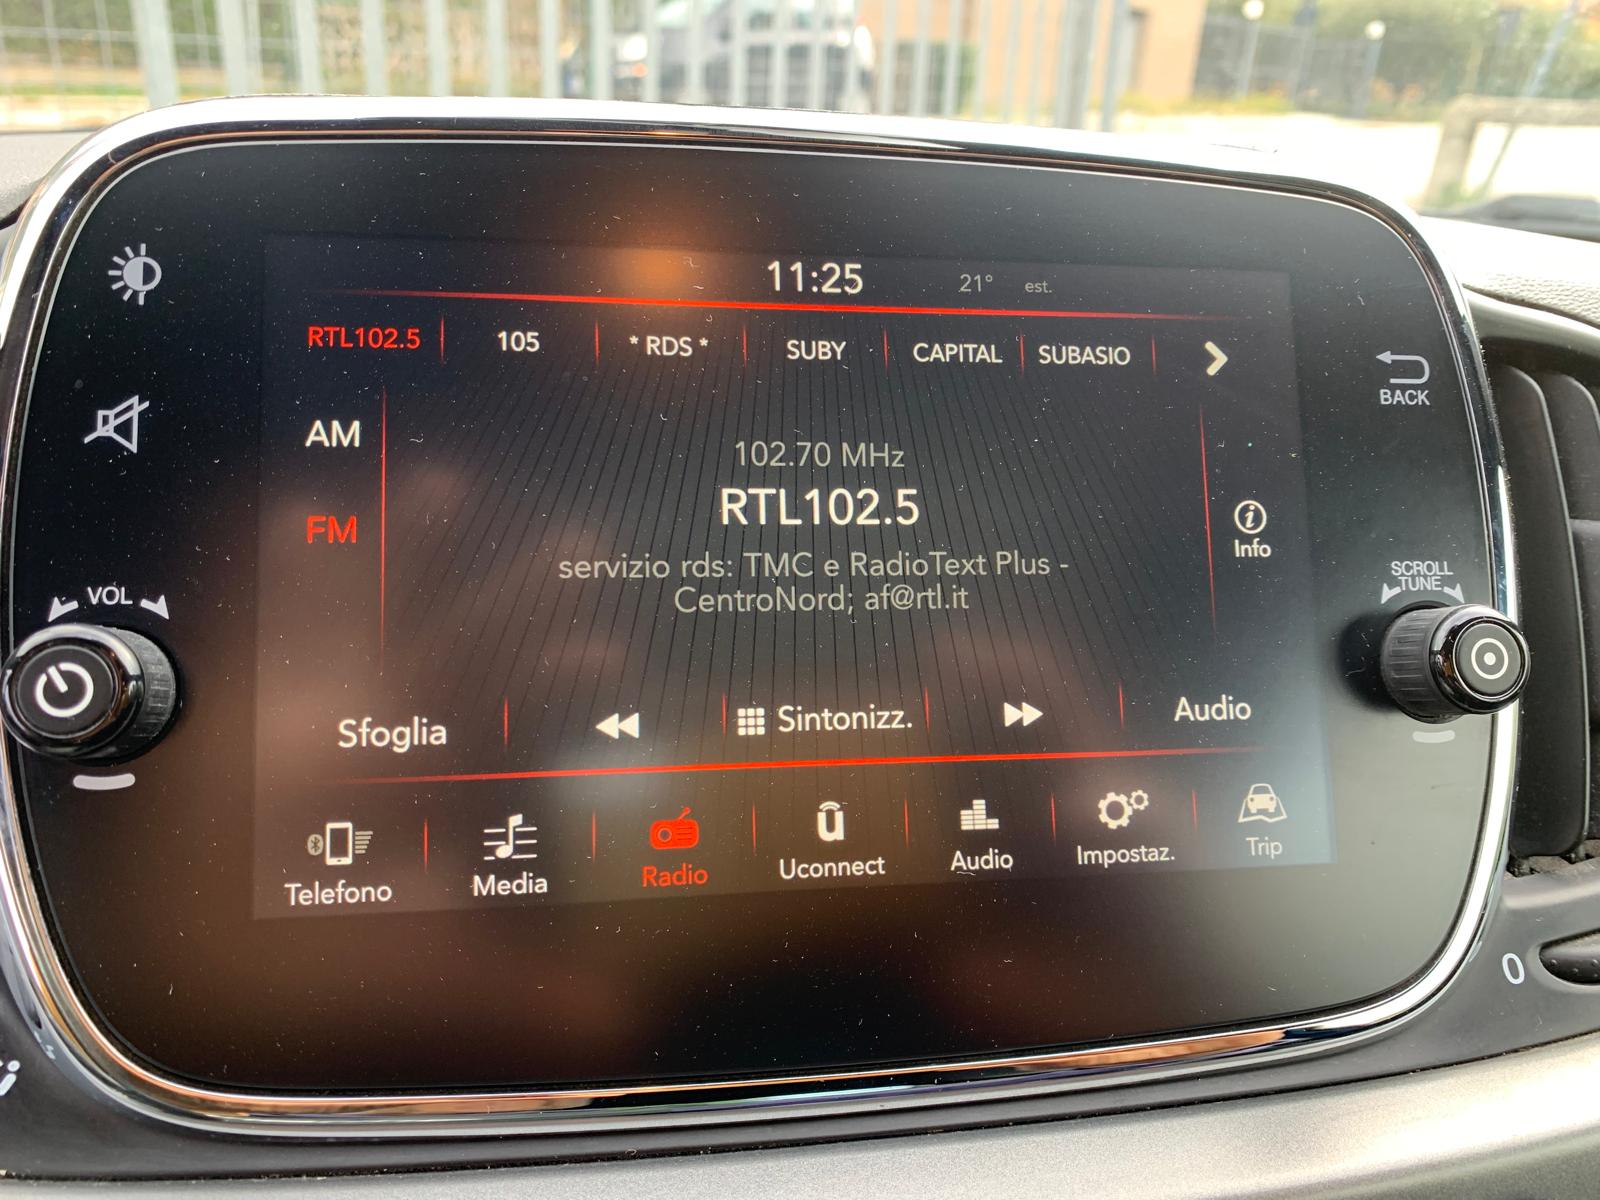 11:25 21° est.
RTL102.5 105 * RDS * SUBY CAPITAL SUBASIO
BACK
AM
102.70 MHz
RTL102.5
FM
Info
servizio rds: TMC e RadioText Plus -
CentroNord; af@rtl.it
VOL
SCROLL
TUNE
Sfoglia Sintonizz. Audio
Telefono Media Radio Uconnect Audio Impostaz. Trip
0